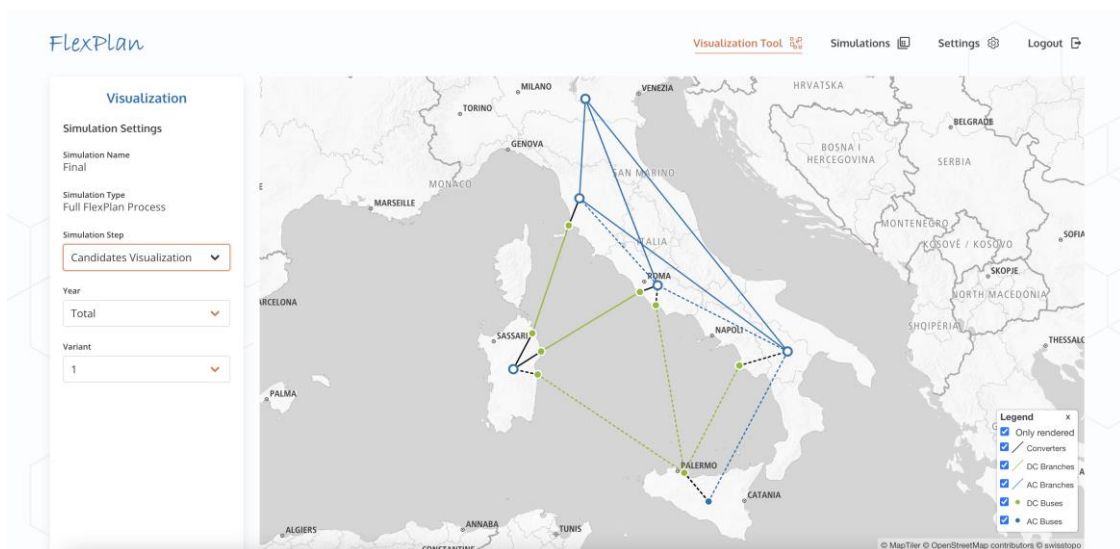 FlexPlan
Visualization Tool
Simulations
Settings
Logout
Visualization
Simulation Settings
Simulation Name
Final
Simulation Type
Full FlexPlan Process
Simulation Step
Candidates Visualization
Year
Total
Variant
1
MILANO
VENEZIA
HRVATSKA
TORINO
BELGRADE
GENOVA
BOSNA I
HERCEGOVINA
SERBIA
SAN MARINO
MONACO
MARSEILLE
MONTENEGRO
ITALIA
KOSOVË / KOSOVO
SOFIA
ROMA
SKOPJE
NORTH MACEDONIA
ARCELONA
SHQIPËRIA
NAPOLI
SASSARI
THESSALO
PALMA
PALERMO
CATANIA
ALGIERS
ANNABA
TUNIS
CONSTANTINE
Legend x
Only rendered
Converters
DC Branches
AC Branches
DC Buses
AC Buses
© MapTiler © OpenStreetMap contributors © swisstopo